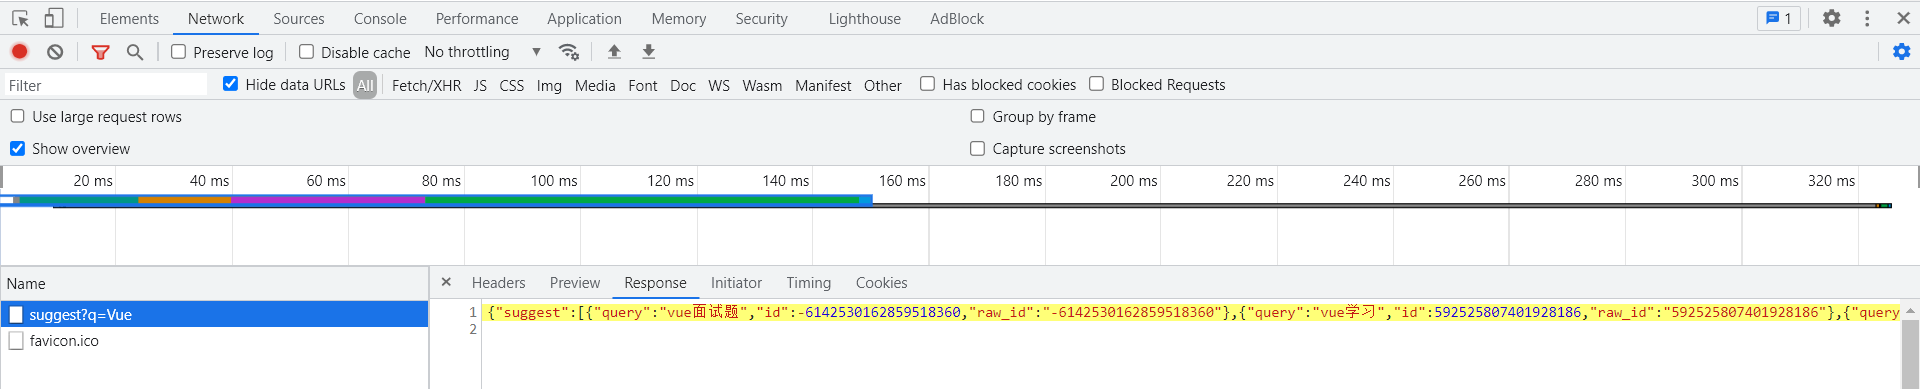 Elements Network Sources Console Performance Application Memory Security Lighthouse AdBlock 1
Preserve log Disable cache No throttling
Filter Hide data URLs All Fetch/XHR JS CSS Img Media Font Doc WS Wasm Manifest Other Has blocked cookies Blocked Requests
Use large request rows Group by frame
Show overview Capture screenshots
20 ms 40 ms 60 ms 80 ms 100 ms 120 ms 140 ms 160 ms 180 ms 200 ms 220 ms 240 ms 260 ms 280 ms 300 ms 320 ms
Name Headers Preview Response Initiator Timing Cookies
suggest?q=Vue
favicon.ico
1 {"suggest":[{"query":"vue面试题","id":-6142530162859518360,"raw_id":"-6142530162859518360"},{"query":"vue学习","id":592525807401928186,"raw_id":"592525807401928186"},{"query
2